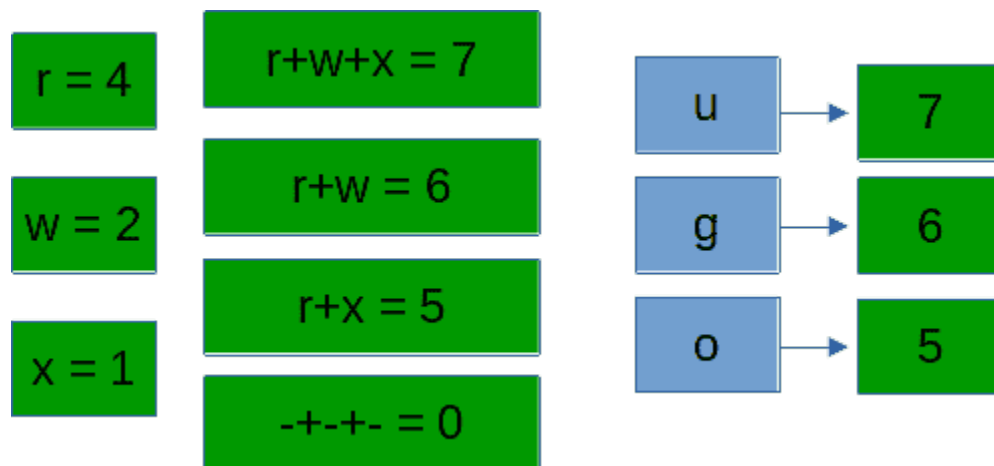 r = 4
w = 2
x = 1
r+w+x = 7
r+w = 6
r+x = 5
-+-+- = 0
u
7
g
6
o
5